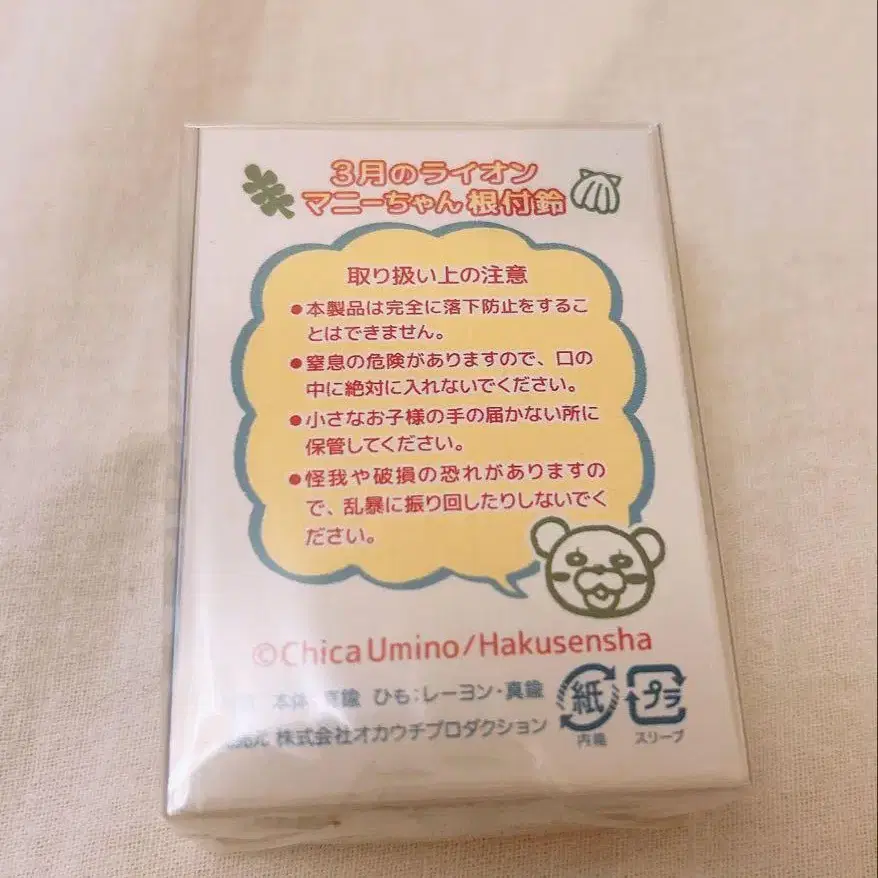 3月のライオン
マニーちゃん 根付鈴
取り扱い上の注意
●本製品は完全に落下防止をするこ
とはできません。
●窒息の危険がありますので、口の
中に絶対に入れないでください。
●小さなお子様の手の届かない所に
保管してください。
●怪我や破損の恐れがありますの
で、乱暴に振り回したりしないでく
ださい。
©Chica Umino/Hakusensha
本体 真鍮 ひも:レーヨン・真鍮
株式会社オカウチプロダクション
紙
プラ
スリーブ